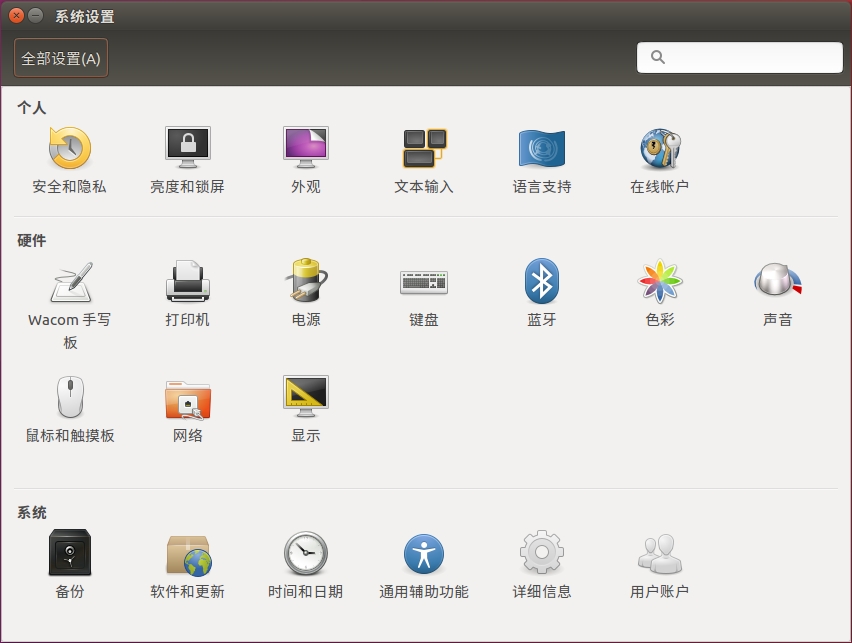 系统设置
全部设置(A)
个人
安全和隐私
亮度和锁屏
外观
文本输入
语言支持
在线帐户
硬件
Wacom 手写
板
打印机
电源
键盘
蓝牙
色彩
声音
鼠标和触摸板
网络
显示
系统
备份
软件和更新
时间和日期
通用辅助功能
详细信息
用户账户